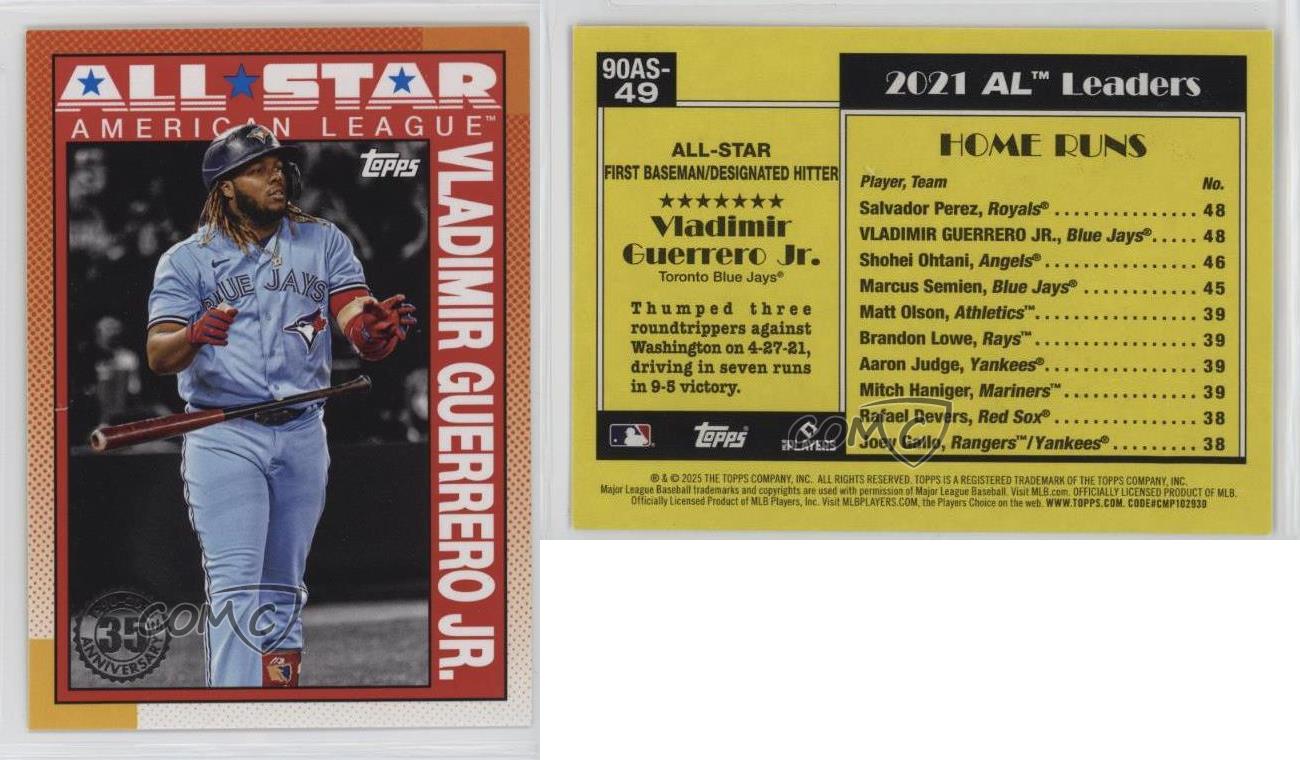 ALL★STAR
AMERICAN LEAGUE™
topps
VLADIMIR GUERRERO JR.
BLUE JAYS
35TH
ANNIVERSARY
COMC
90AS-
49
ALL-STAR
FIRST BASEMAN/DESIGNATED HITTER
★★★★★★★
Vladimir
Guerrero Jr.
Toronto Blue Jays®
Thumped three
roundtrippers against
Washington on 4-27-21,
driving in seven runs
in 9-5 victory.
2021 AL™ Leaders
HOME RUNS
Player, Team No.
Salvador Perez, Royals® 48
VLADIMIR GUERRERO JR., Blue Jays® 48
Shohei Ohtani, Angels® 46
Marcus Semien, Blue Jays® 45
Matt Olson, Athletics™ 39
Brandon Lowe, Rays™ 39
Aaron Judge, Yankees® 39
Mitch Haniger, Mariners™ 39
Rafael Devers, Red Sox® 38
Joey Gallo, Rangers™/Yankees® 38
topps
PLAYERS
COMC
® & © 2025 THE TOPPS COMPANY, INC. ALL RIGHTS RESERVED. TOPPS IS A REGISTERED TRADEMARK OF THE TOPPS COMPANY, INC.
Major League Baseball trademarks and copyrights are used with permission of Major League Baseball. Visit MLB.com. OFFICIALLY LICENSED PRODUCT OF MLB.
Officially Licensed Product of MLB Players, Inc. Visit MLBPLAYERS.COM, the Players Choice on the web. WWW.TOPPS.COM. CODE#CMP102930